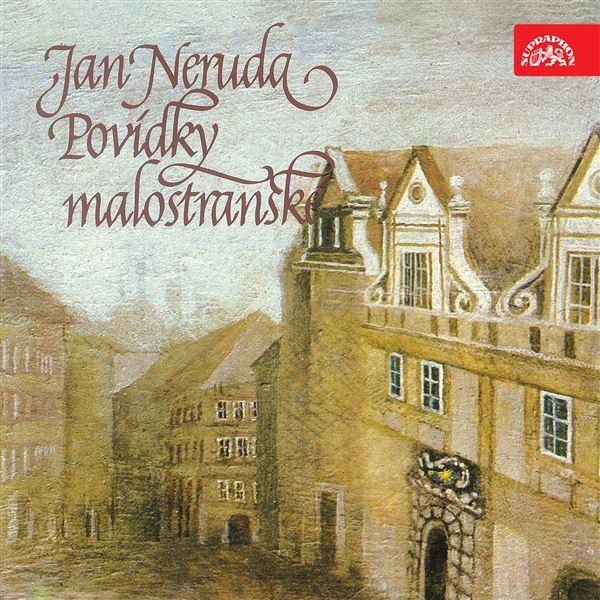 Jan Neruda
Povídky
malostranské
SUPRAPHON